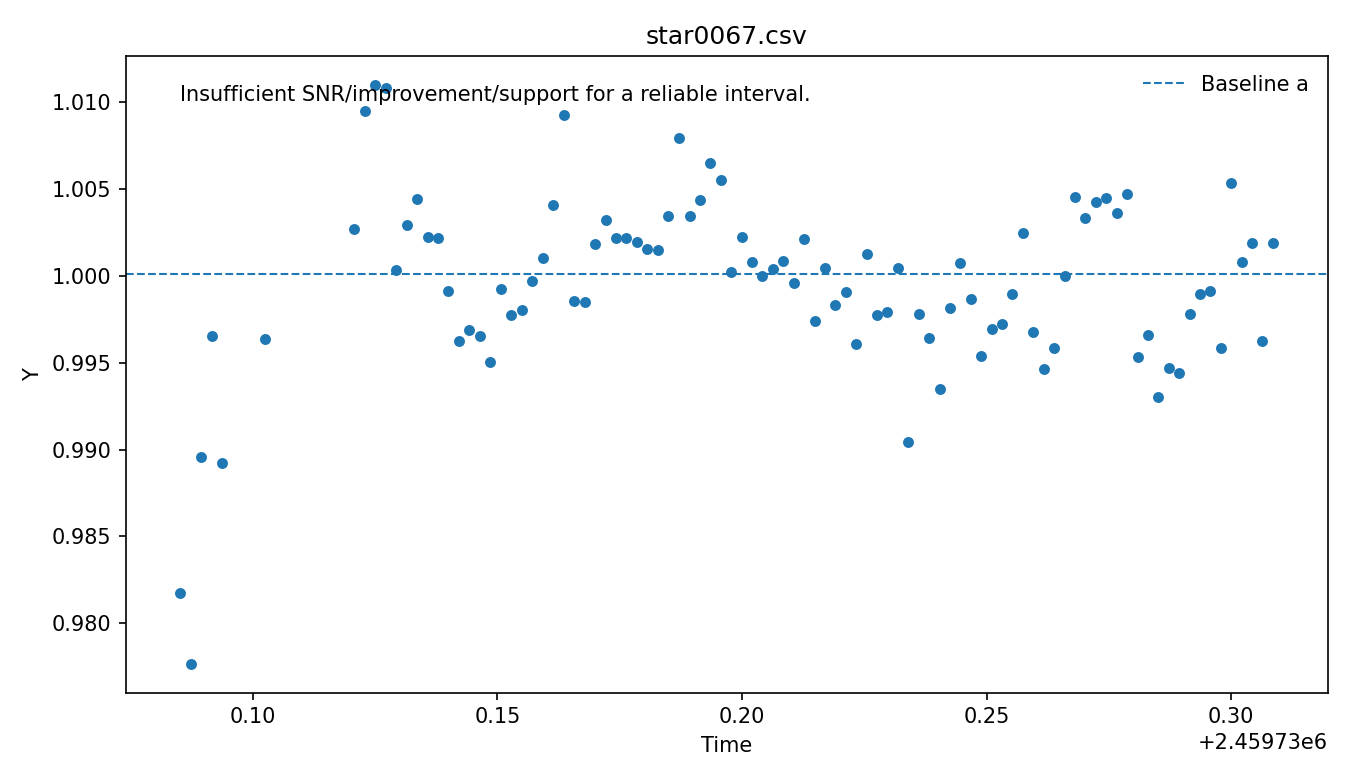 star0067.csv
Insufficient SNR/improvement/support for a reliable interval.
Baseline a
1.010
1.005
1.000
0.995
0.990
0.985
0.980
Y
0.10 0.15 0.20 0.25 0.30
Time
+2.45973e6